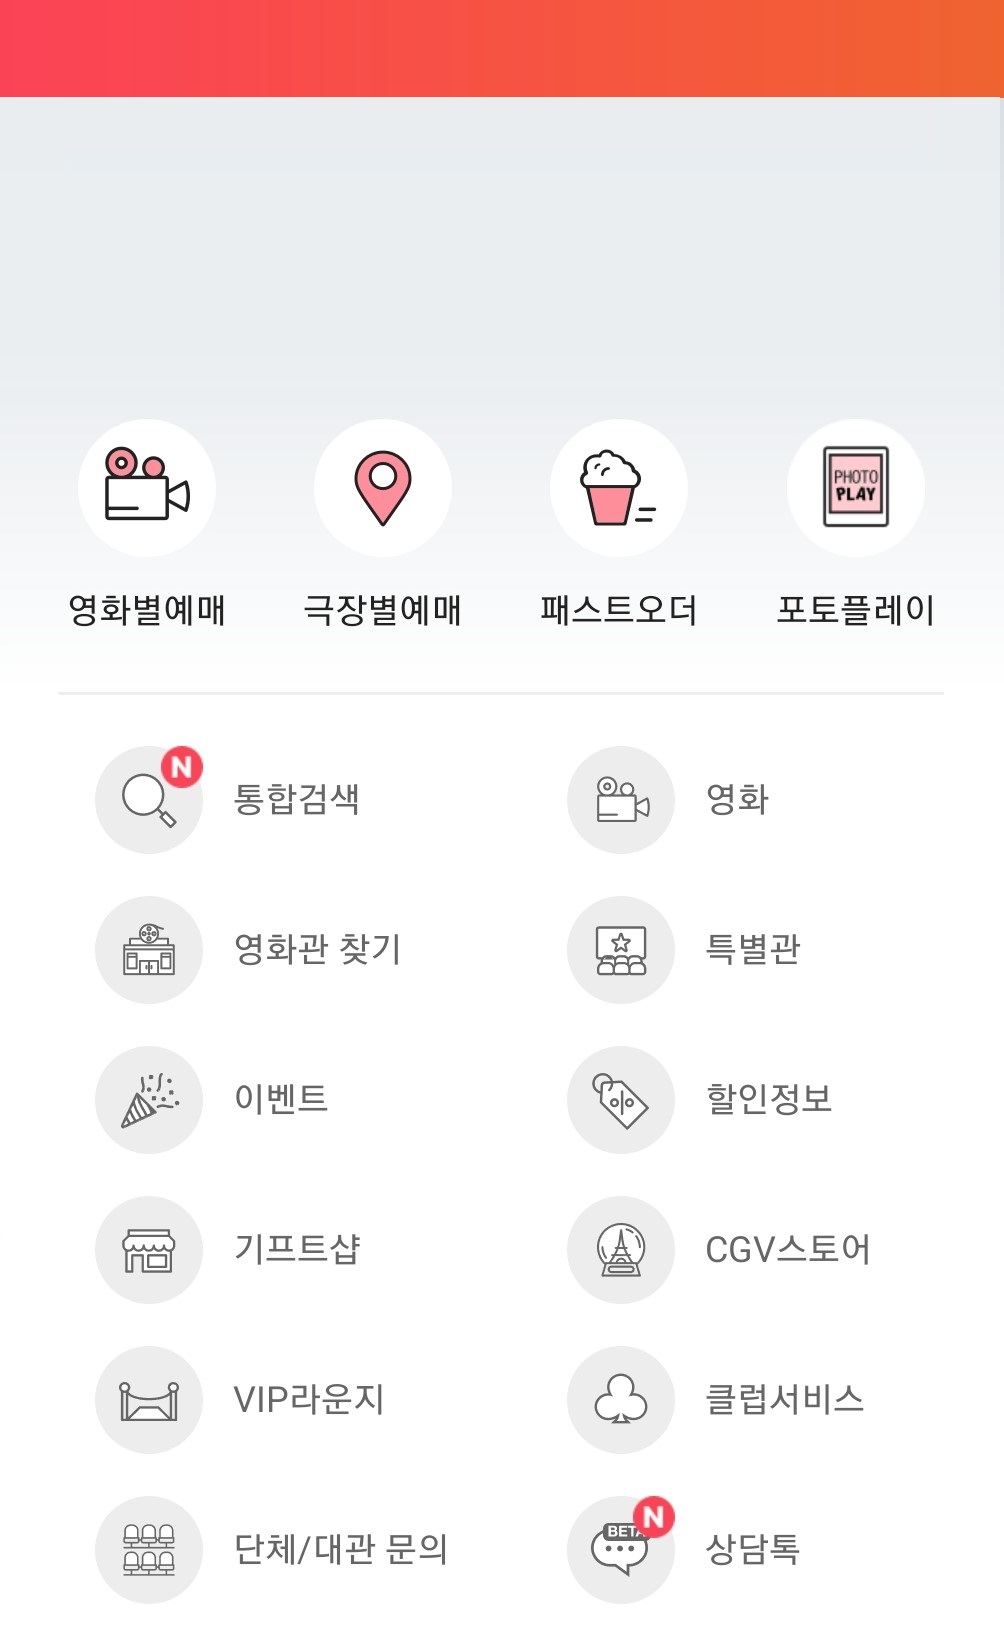 PHOTO
PLAY
영화별예매 극장별예매 패스트오더 포토플레이
N
통합검색 영화
영화관 찾기 특별관
이벤트 할인정보
기프트샵 CGV스토어
VIP라운지 클럽서비스
N
BETA
단체/대관 문의 상담톡